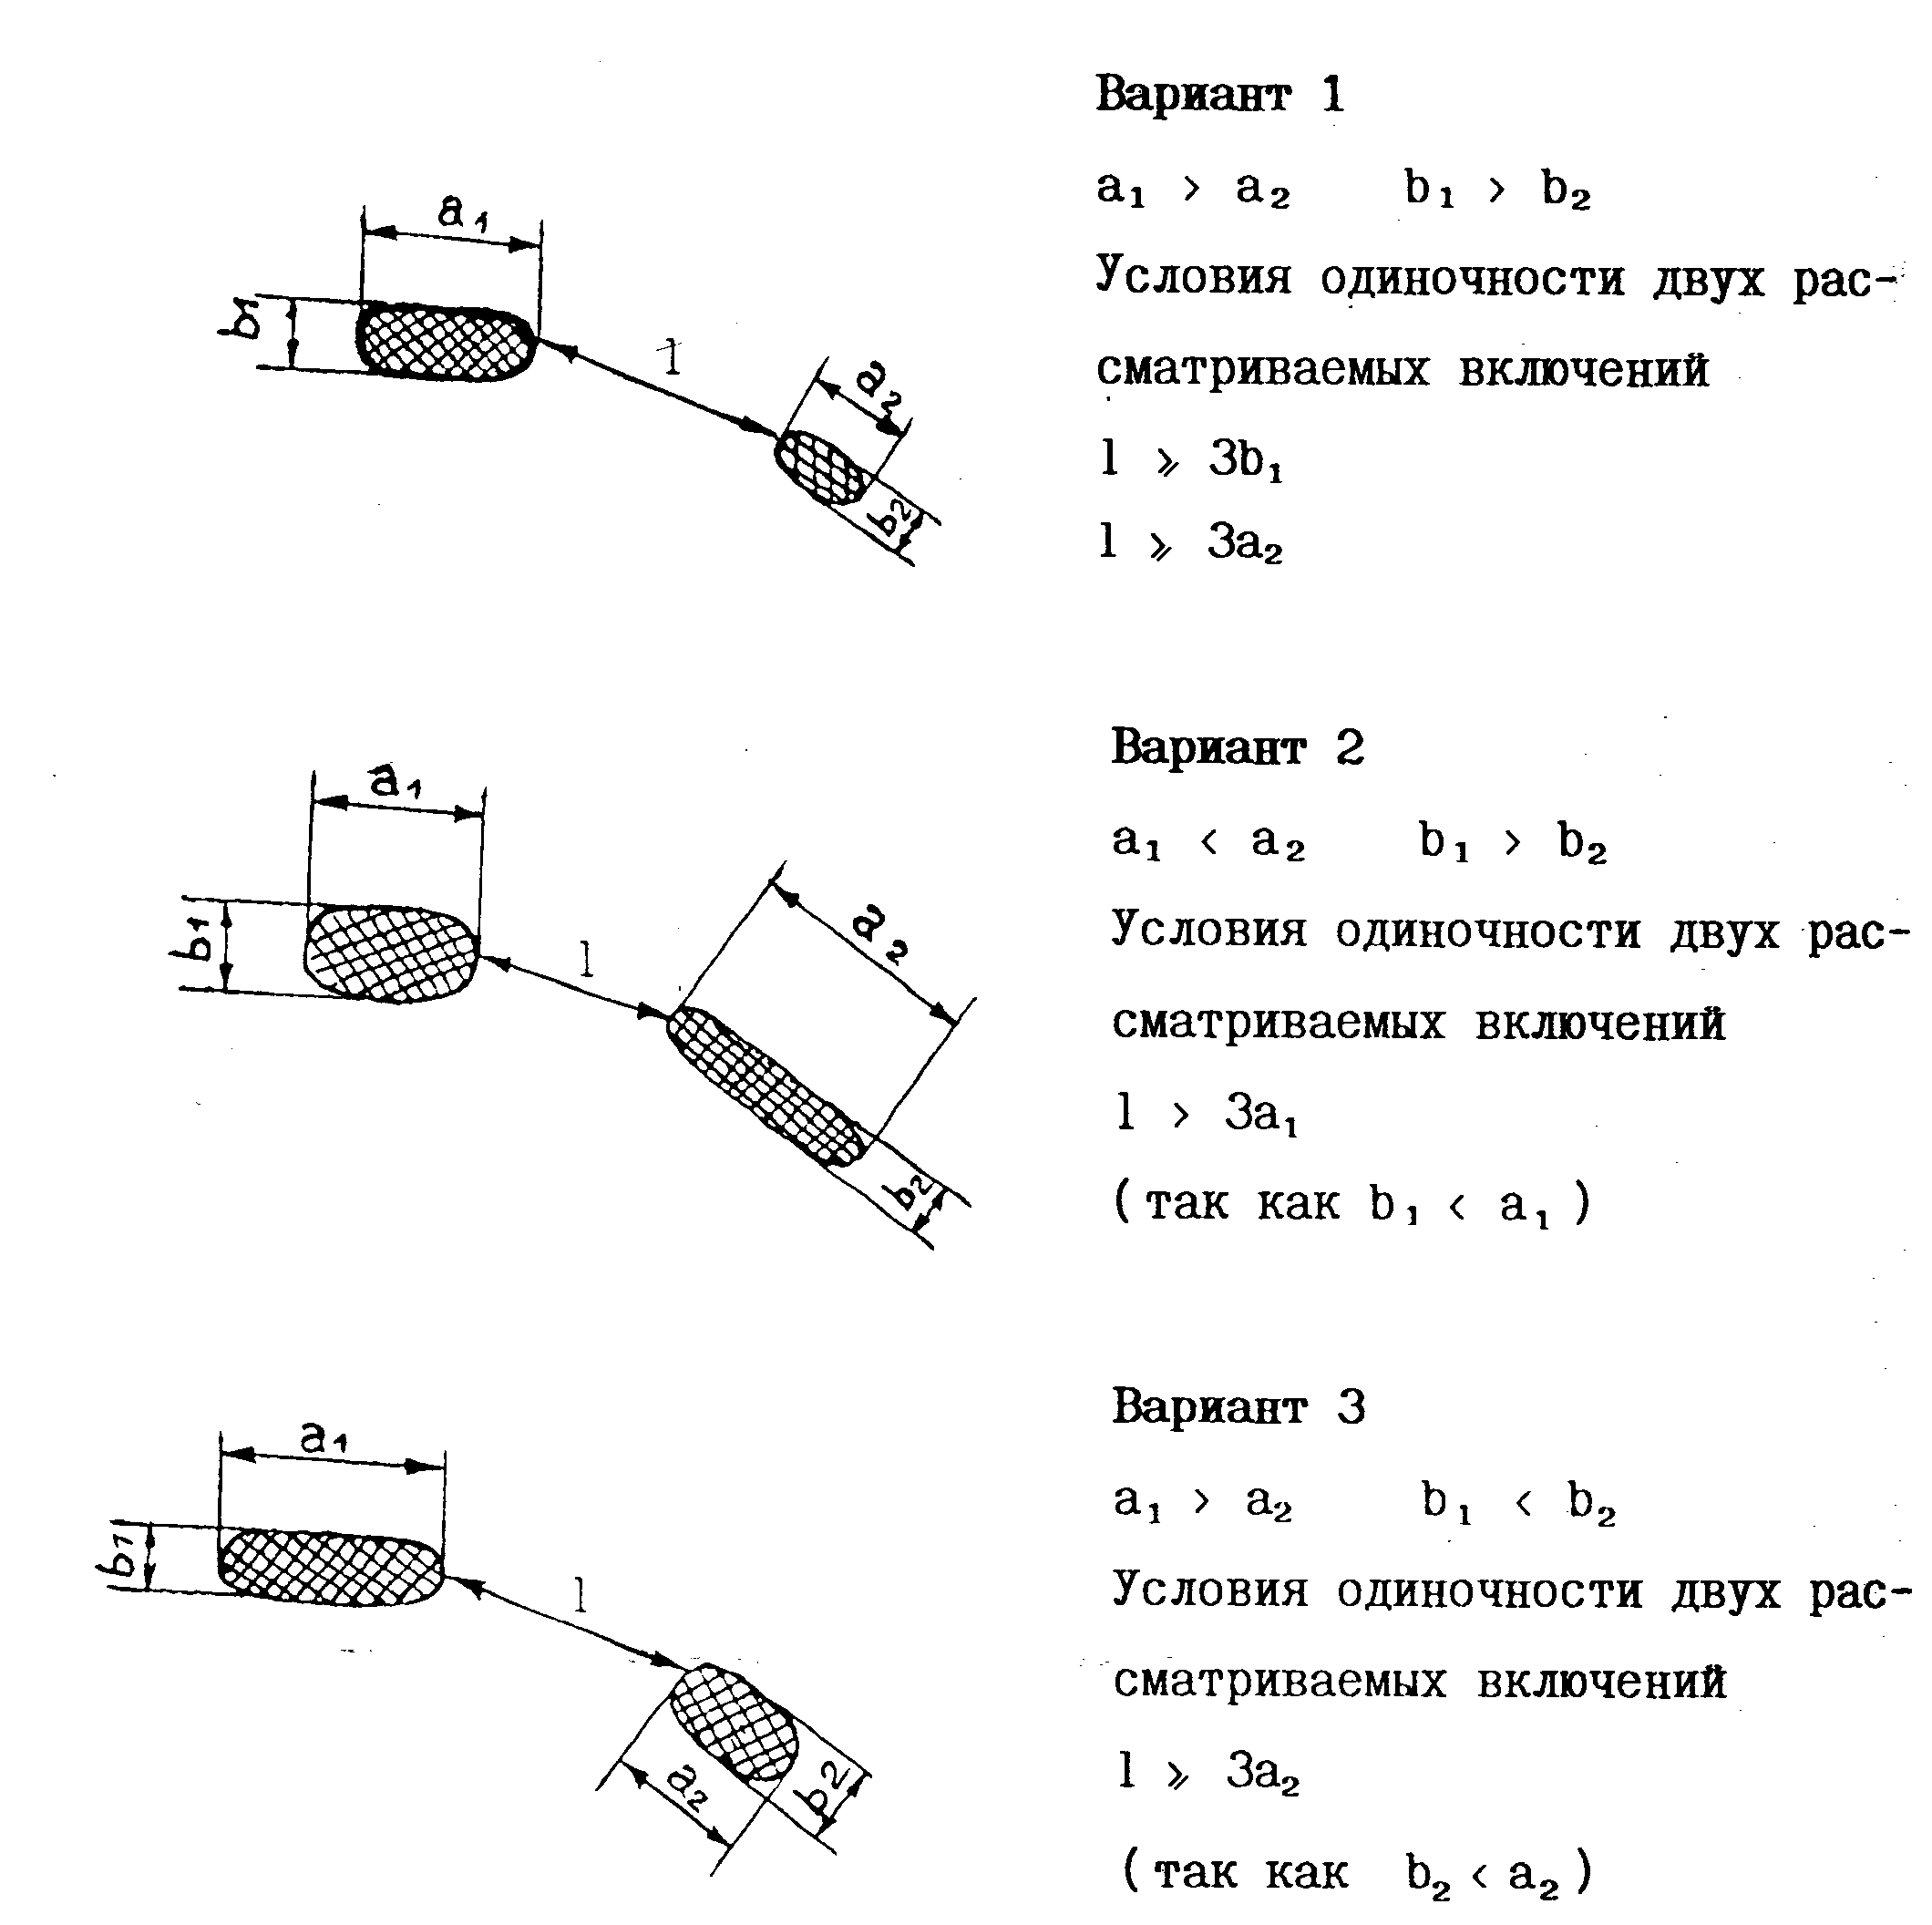 Вариант 1
a₁ > a₂ b₁ > b₂
Условия одиночности двух рас-
сматриваемых включений
l ⩾ 3b₁
l ⩾ 3a₂
a₁
b₁
l
a₂
b₂
Вариант 2
a₁ < a₂ b₁ > b₂
Условия одиночности двух рас-
сматриваемых включений
l > 3a₁
(так как b₁ < a₁)
a₁
b₁
l
a₂
b₂
Вариант 3
a₁ > a₂ b₁ < b₂
Условия одиночности двух рас-
сматриваемых включений
l ⩾ 3a₂
(так как b₂ < a₂)
a₁
b₁
l
a₂
b₂